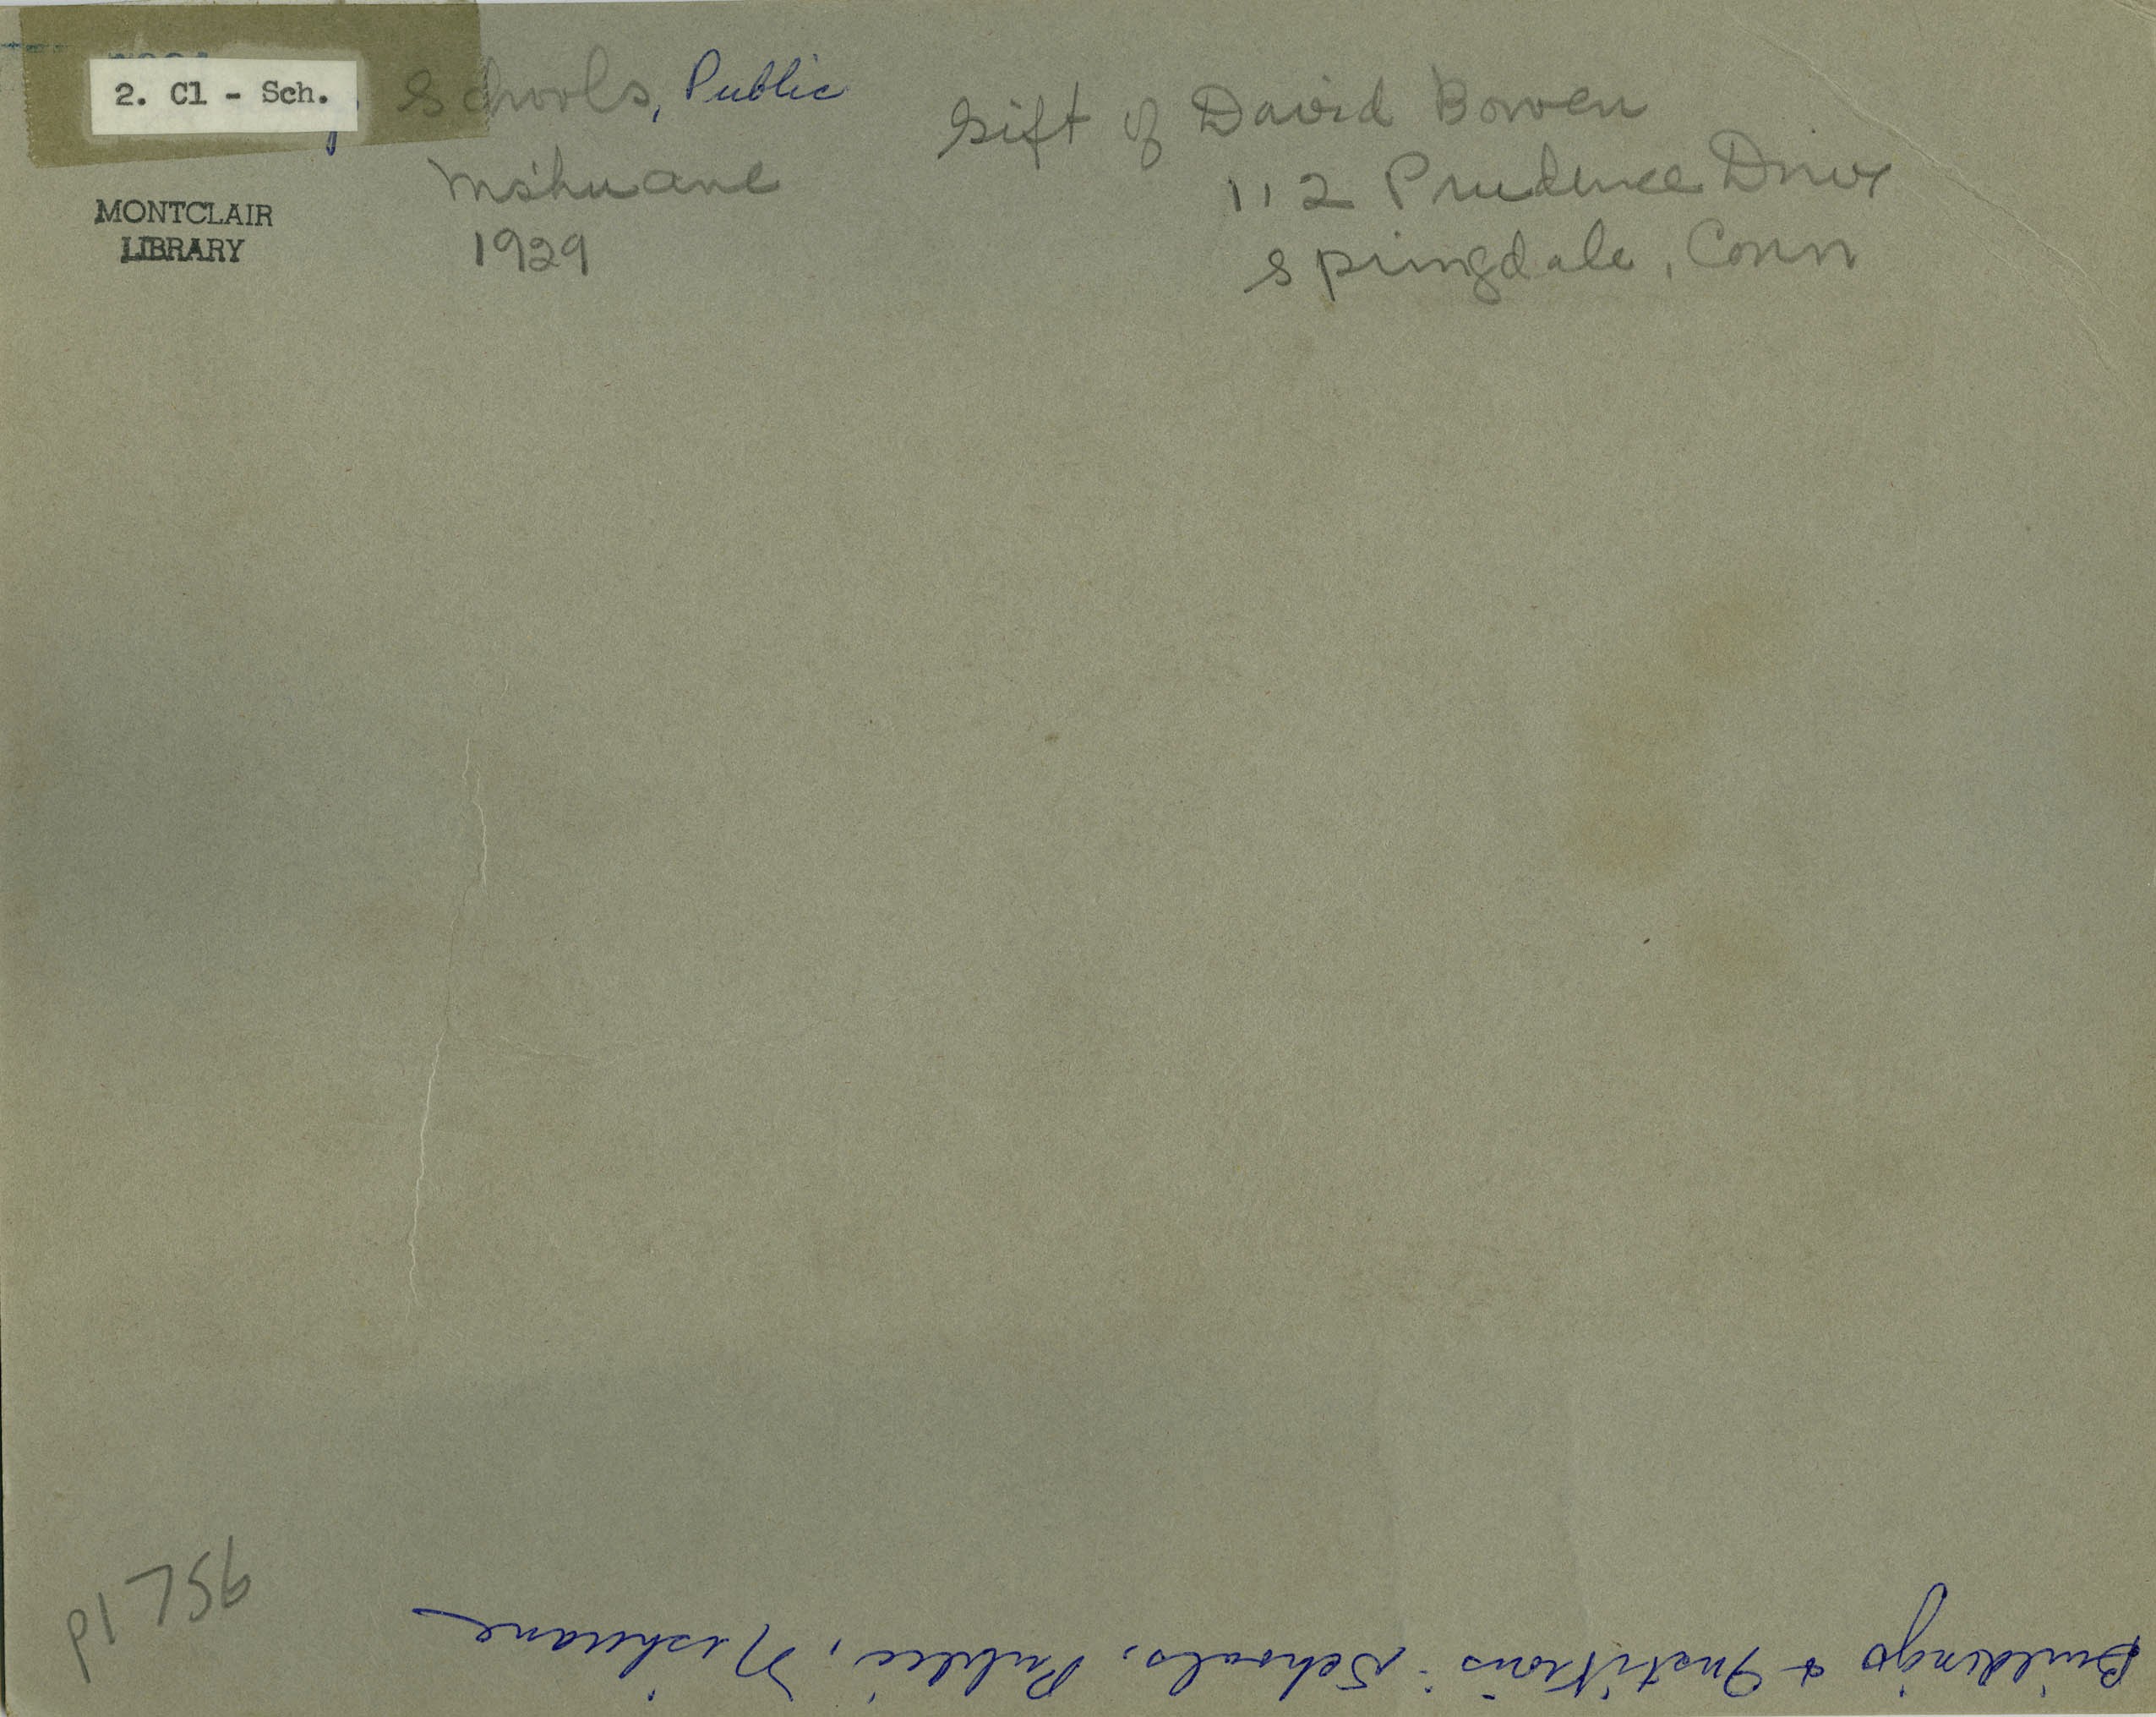 2. Cl - Sch.
Schools, Public
Nishuane
1929
MONTCLAIR
LIBRARY
Gift of David Bowen
112 Prudence Drive
Springdale, Conn
p1756
Buildings & Institutions: Schools, Public, Nishuane